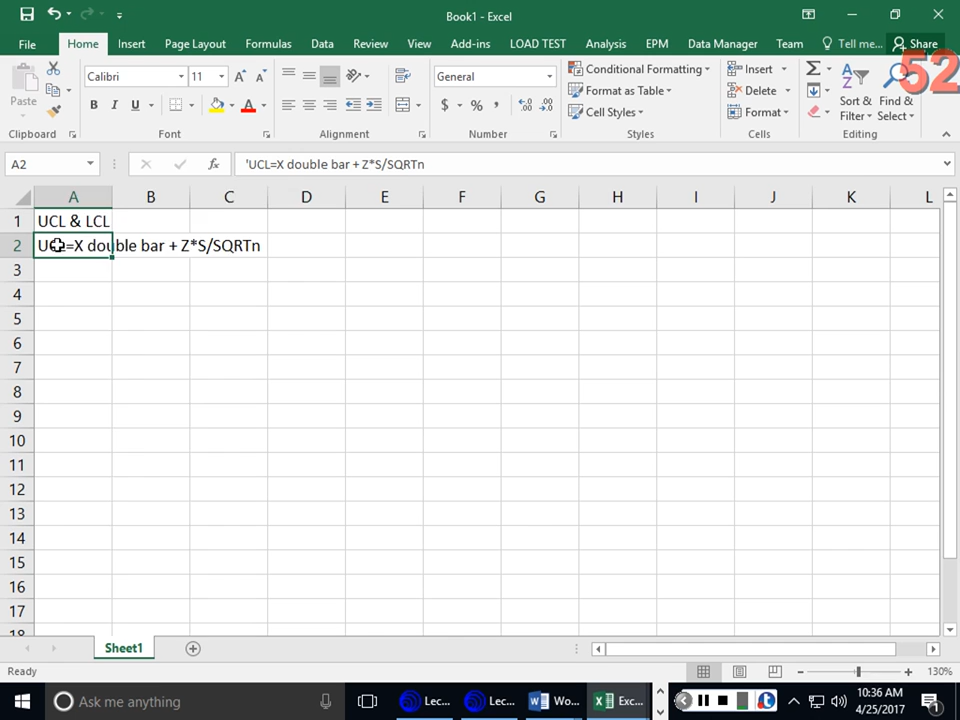 Book1 - Excel
File Home Insert Page Layout Formulas Data Review View Add-ins LOAD TEST Analysis EPM Data Manager Team Tell me... Share
52
Paste
Calibri 11
General $ % ,
Conditional Formatting
Format as Table
Cell Styles
Insert
Delete
Format
Sort & Filter
Find & Select
Clipboard Font Alignment Number Styles Cells Editing
A2 fx 'UCL=X double bar + Z*S/SQRTn
A B C D E F G H I J K L
1 UCL & LCL
2 UCL=X double bar + Z*S/SQRTn
3
4
5
6
7
8
9
10
11
12
13
14
15
16
17
18
Sheet1
Ready 130%
Ask me anything Lec... Lec... Wo... Exc... 10:36 AM
4/25/2017